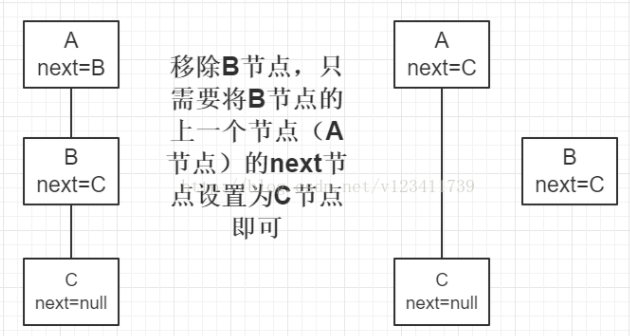 A
next=B
B
next=C
C
next=null
移除B节点，只
需要将B节点的
上一个节点（A
节点）的next节
点设置为C节点
即可
A
next=C
B
next=C
C
next=null